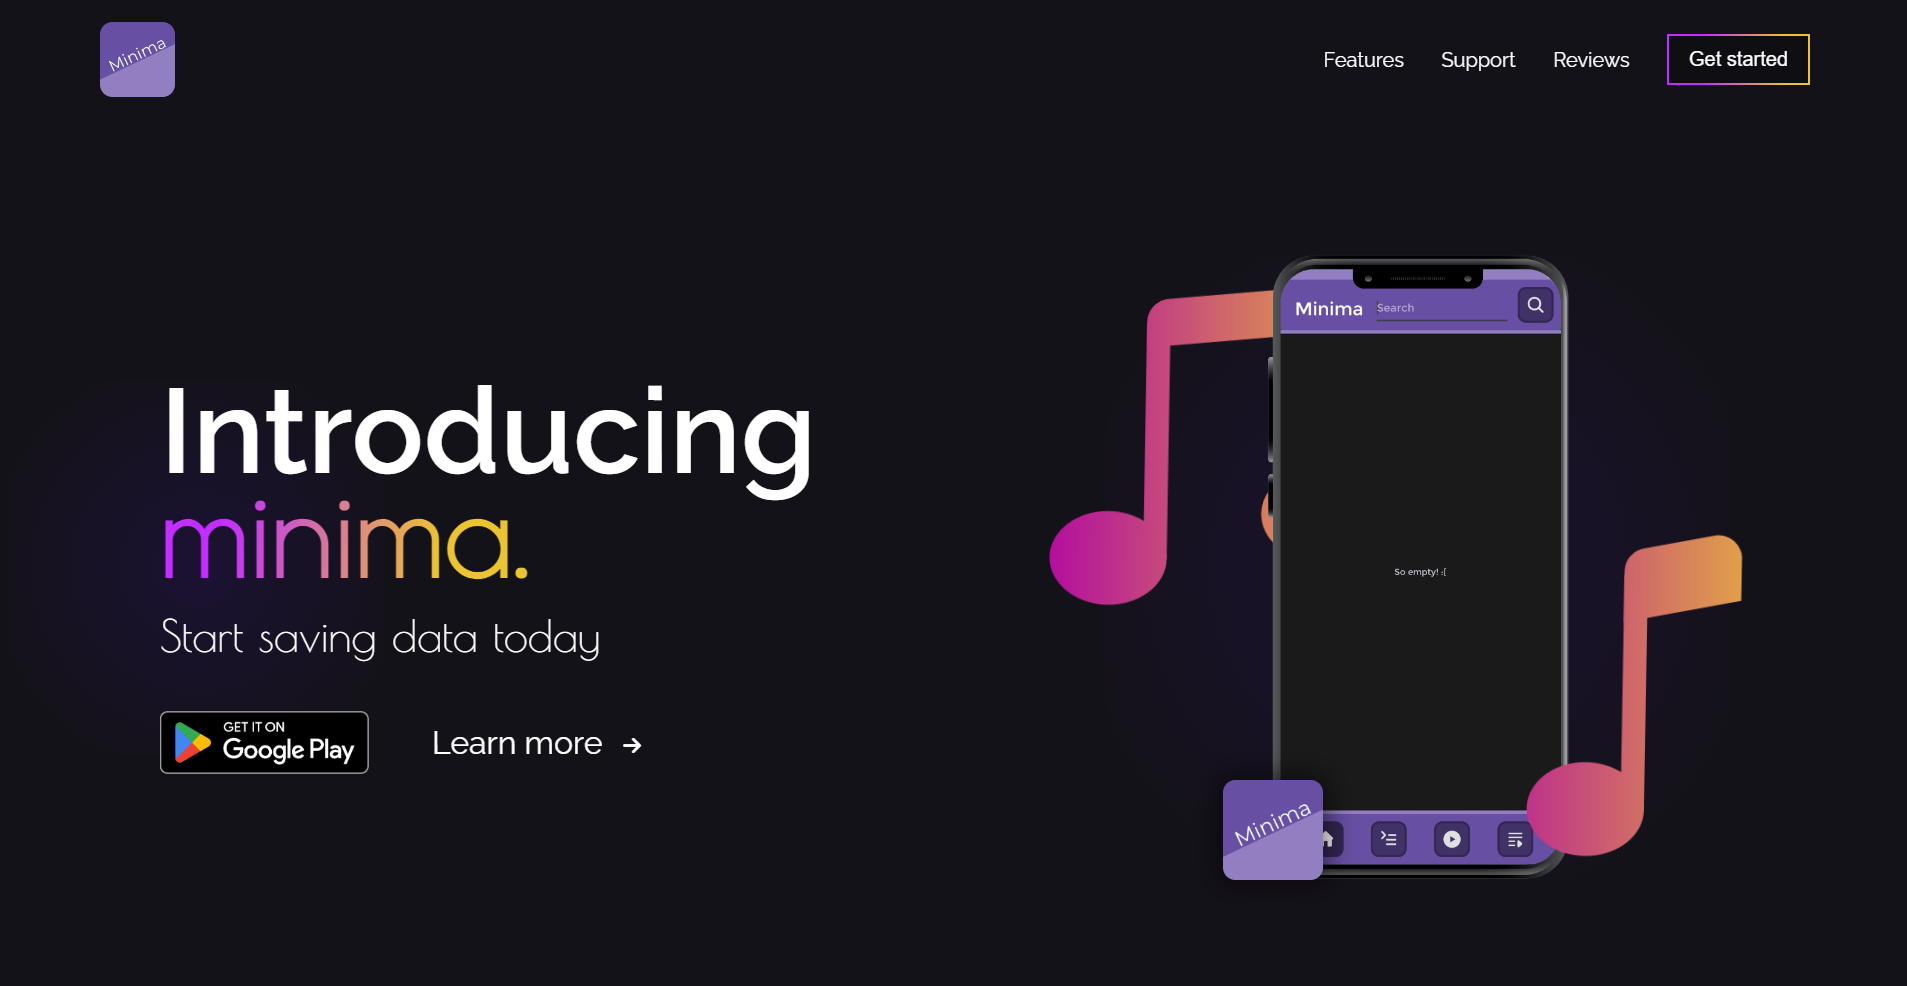 Minima
Features
Support
Reviews
Get started
Introducing
minima.
Start saving data today
GET IT ON
Google Play
Learn more →
Minima
Search
So empty! :[
Minima